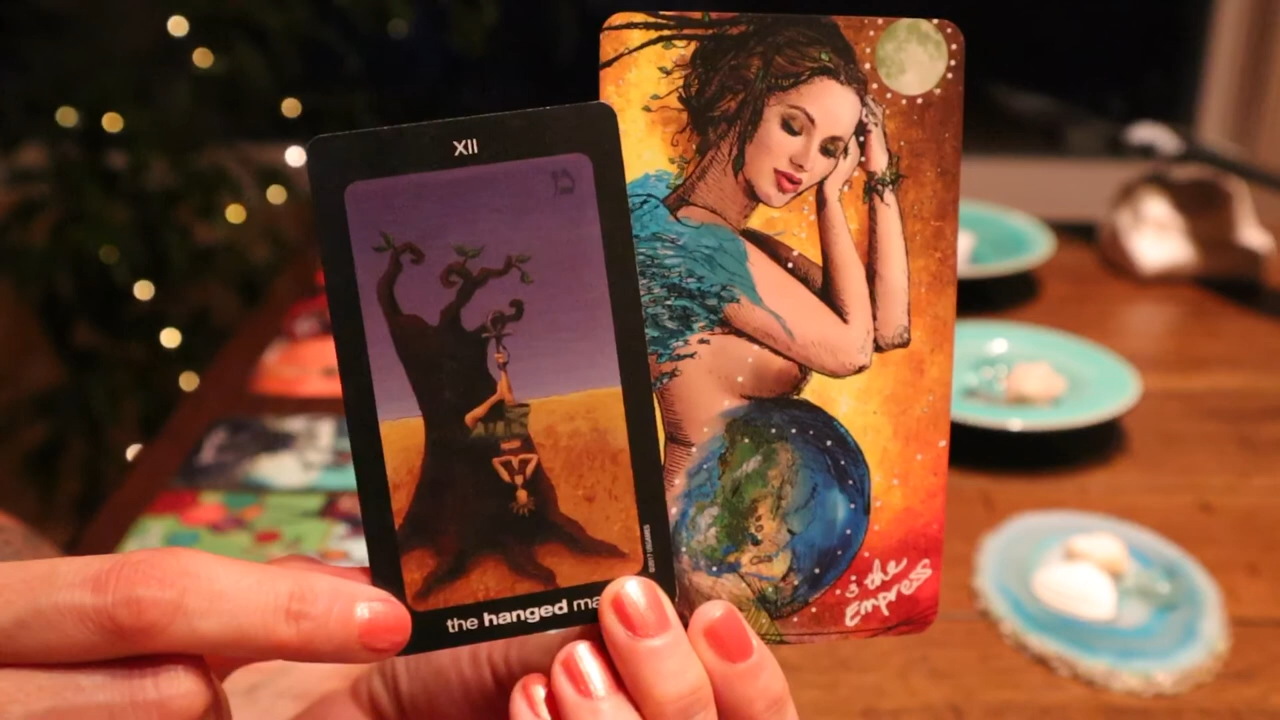 XII
the hanged ma
3 the
Empress